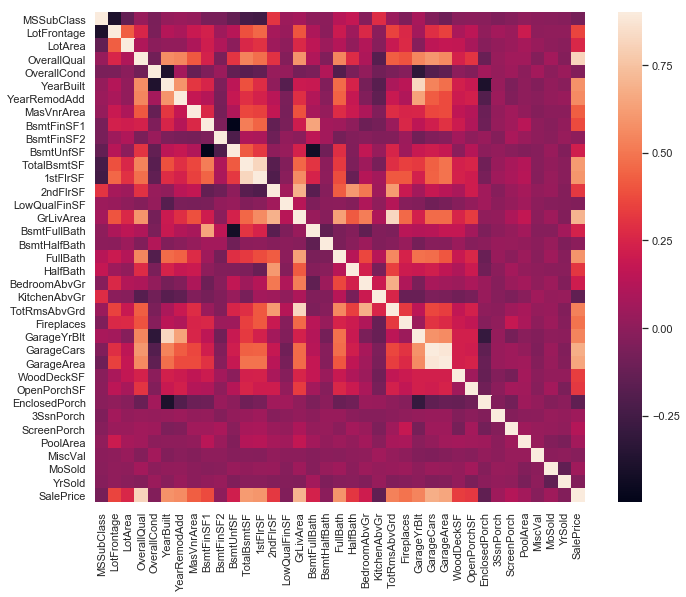 MSSubClass
LotFrontage
LotArea
OverallQual
OverallCond
YearBuilt
YearRemodAdd
MasVnrArea
BsmtFinSF1
BsmtFinSF2
BsmtUnfSF
TotalBsmtSF
1stFlrSF
2ndFlrSF
LowQualFinSF
GrLivArea
BsmtFullBath
BsmtHalfBath
FullBath
HalfBath
BedroomAbvGr
KitchenAbvGr
TotRmsAbvGrd
Fireplaces
GarageYrBlt
GarageCars
GarageArea
WoodDeckSF
OpenPorchSF
EnclosedPorch
3SsnPorch
ScreenPorch
PoolArea
MiscVal
MoSold
YrSold
SalePrice
MSSubClass
LotFrontage
LotArea
OverallQual
OverallCond
YearBuilt
YearRemodAdd
MasVnrArea
BsmtFinSF1
BsmtFinSF2
BsmtUnfSF
TotalBsmtSF
1stFlrSF
2ndFlrSF
LowQualFinSF
GrLivArea
BsmtFullBath
BsmtHalfBath
FullBath
HalfBath
BedroomAbvGr
KitchenAbvGr
TotRmsAbvGrd
Fireplaces
GarageYrBlt
GarageCars
GarageArea
WoodDeckSF
OpenPorchSF
EnclosedPorch
3SsnPorch
ScreenPorch
PoolArea
MiscVal
MoSold
YrSold
SalePrice
0.75
0.50
0.25
0.00
−0.25